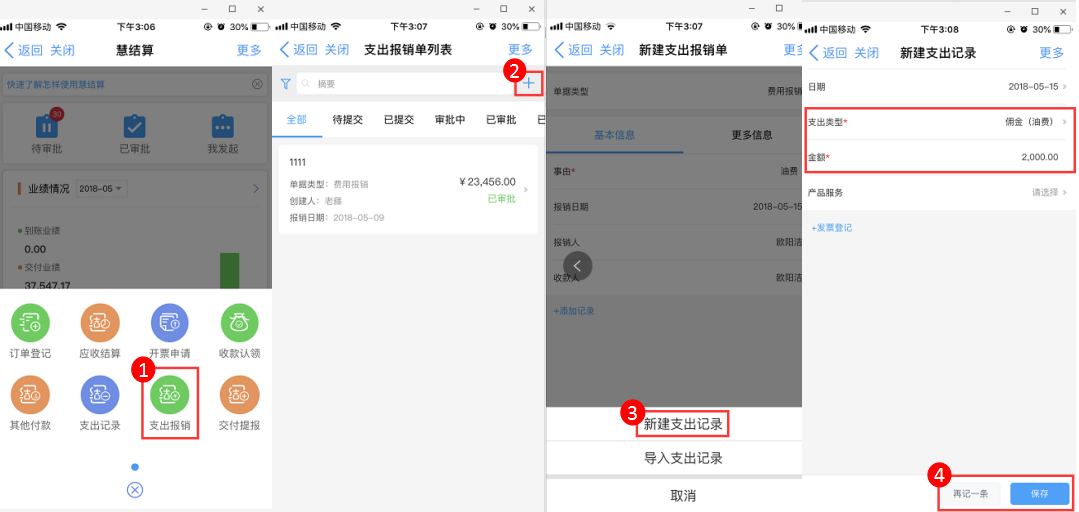 中国移动 下午3:06 30%
返回 关闭 慧结算 更多
快速了解怎样使用慧结算
30
待审批 已审批 我发起
业绩情况 2018-05
到账业绩
0.00
交付业绩
37,547.17
订单登记 应收结算 开票申请 收款认领
1
其他付款 支出记录 支出报销 交付提报
中国移动 下午3:07 30%
返回 关闭 支出报销单列表 更多
2
摘要 +
全部 待提交 已提交 审批中 已审批
1111
单据类型：费用报销 ¥23,456.00
创建人：老薩 已审批
报销日期：2018-05-09
中国移动 下午3:07 30%
返回 关闭 新建支出报销单
单据类型 费用报销
基本信息 更多信息
事由* 油费
报销日期 2018-05-15
报销人 欧阳洁
收款人 欧阳洁
+添加记录
3
新建支出记录
导入支出记录
取消
中国移动 下午3:08 30%
返回 关闭 新建支出记录 更多
日期 2018-05-15
支出类型* 佣金（油费）
金额* 2,000.00
产品服务 请选择
+发票登记
4
再记一条 保存